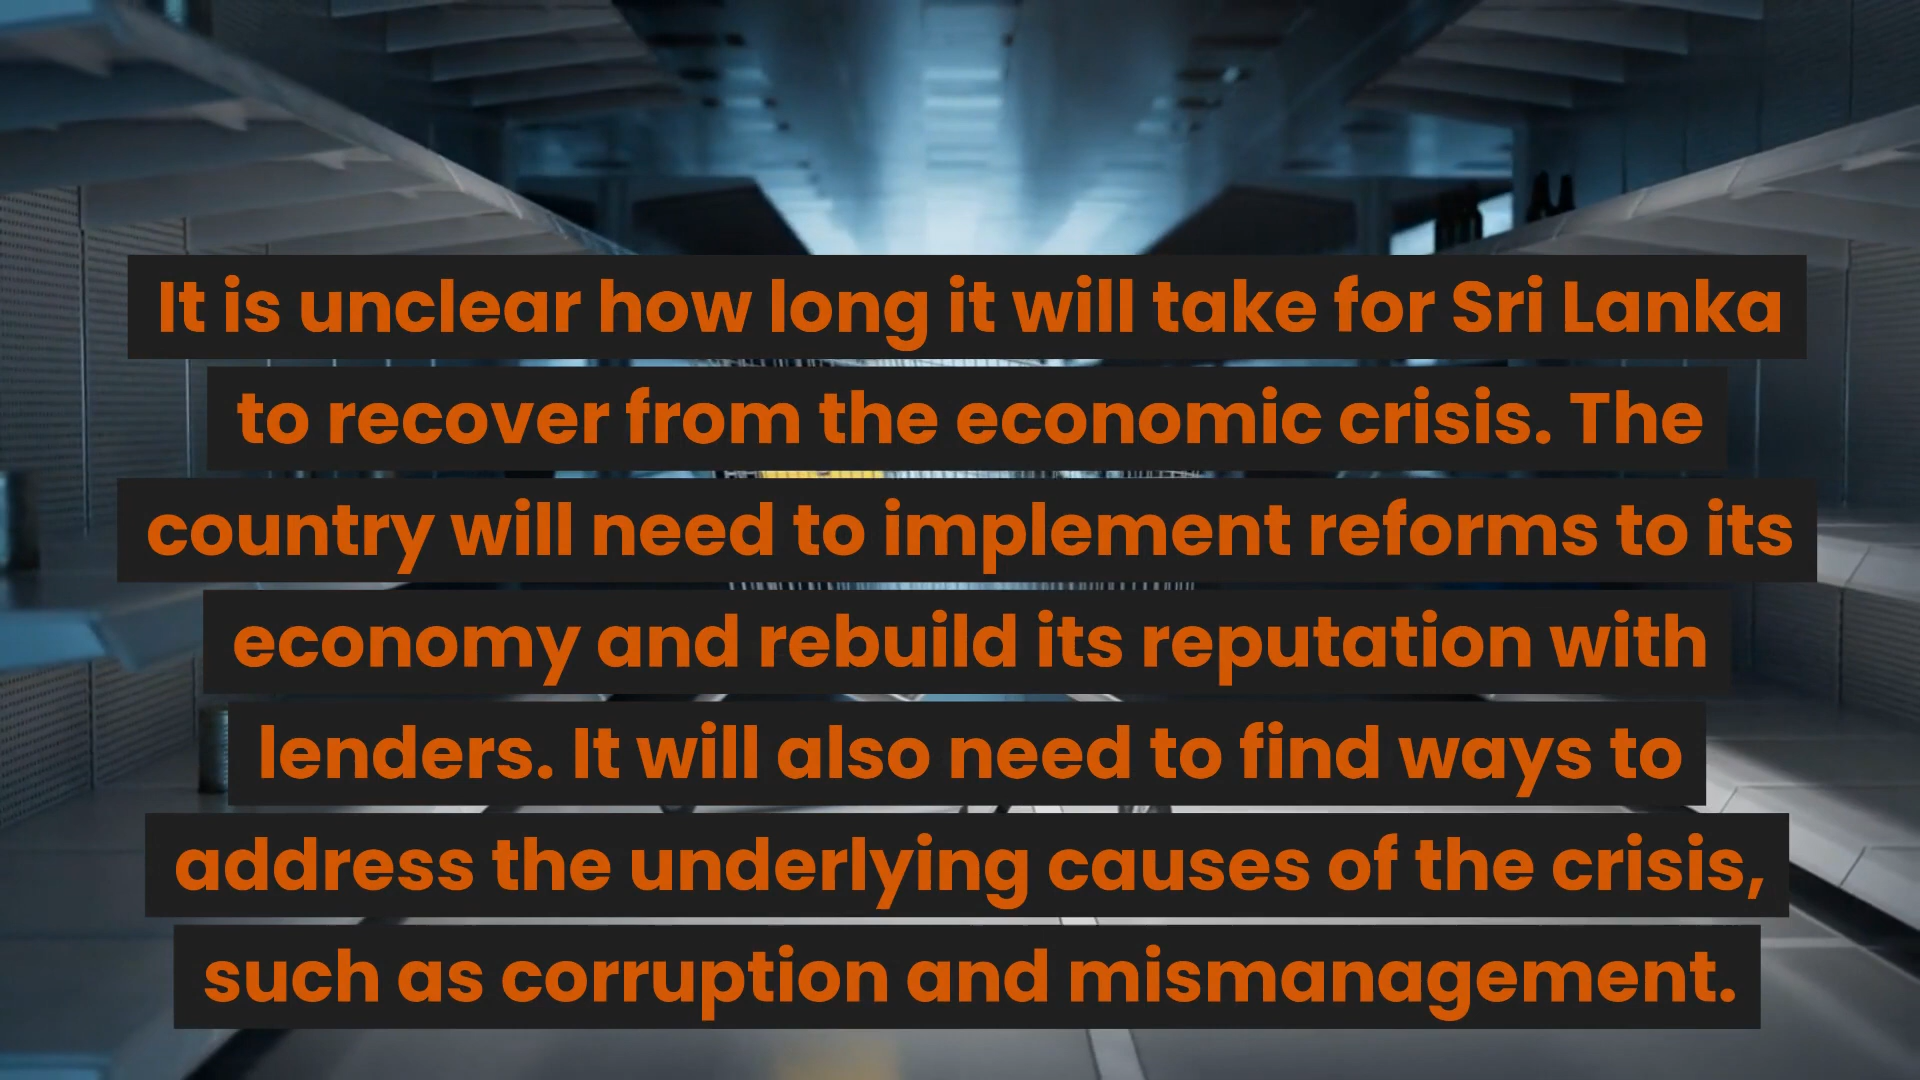 It is unclear how long it will take for Sri Lanka
to recover from the economic crisis. The
country will need to implement reforms to its
economy and rebuild its reputation with
lenders. It will also need to find ways to
address the underlying causes of the crisis,
such as corruption and mismanagement.